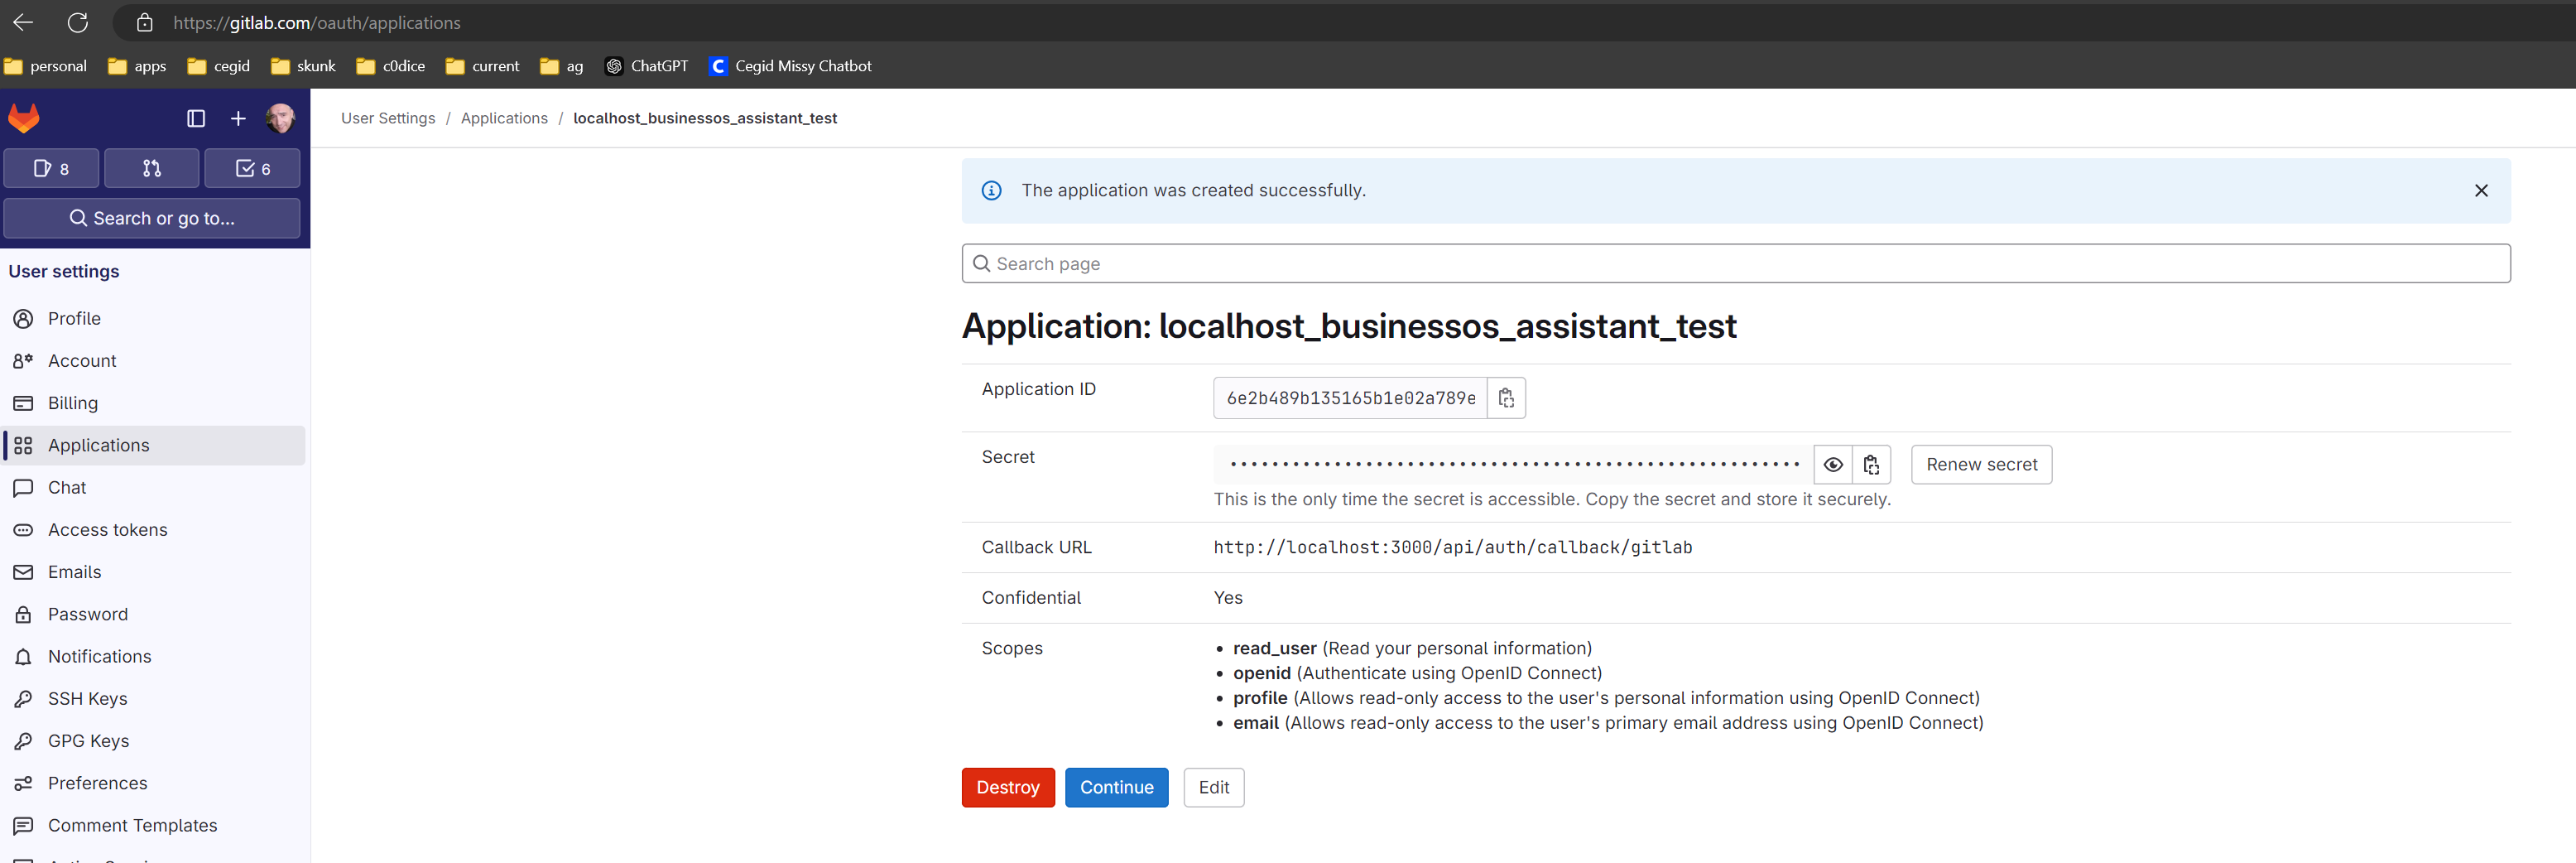 https://gitlab.com/oauth/applications
personal apps cegid skunk c0dice current ag ChatGPT C Cegid Missy Chatbot
User Settings / Applications / localhost_businessos_assistant_test
8 6
Search or go to...
User settings
Profile
Account
Billing
Applications
Chat
Access tokens
Emails
Password
Notifications
SSH Keys
GPG Keys
Preferences
Comment Templates
The application was created successfully.
Search page
Application: localhost_businessos_assistant_test
Application ID 6e2b489b135165b1e02a789e
Secret •••••••••••••••••••••••••••••••••••••••••••••••••••••••• Renew secret
This is the only time the secret is accessible. Copy the secret and store it securely.
Callback URL http://localhost:3000/api/auth/callback/gitlab
Confidential Yes
Scopes • read_user (Read your personal information)
• openid (Authenticate using OpenID Connect)
• profile (Allows read-only access to the user's personal information using OpenID Connect)
• email (Allows read-only access to the user's primary email address using OpenID Connect)
Destroy Continue Edit